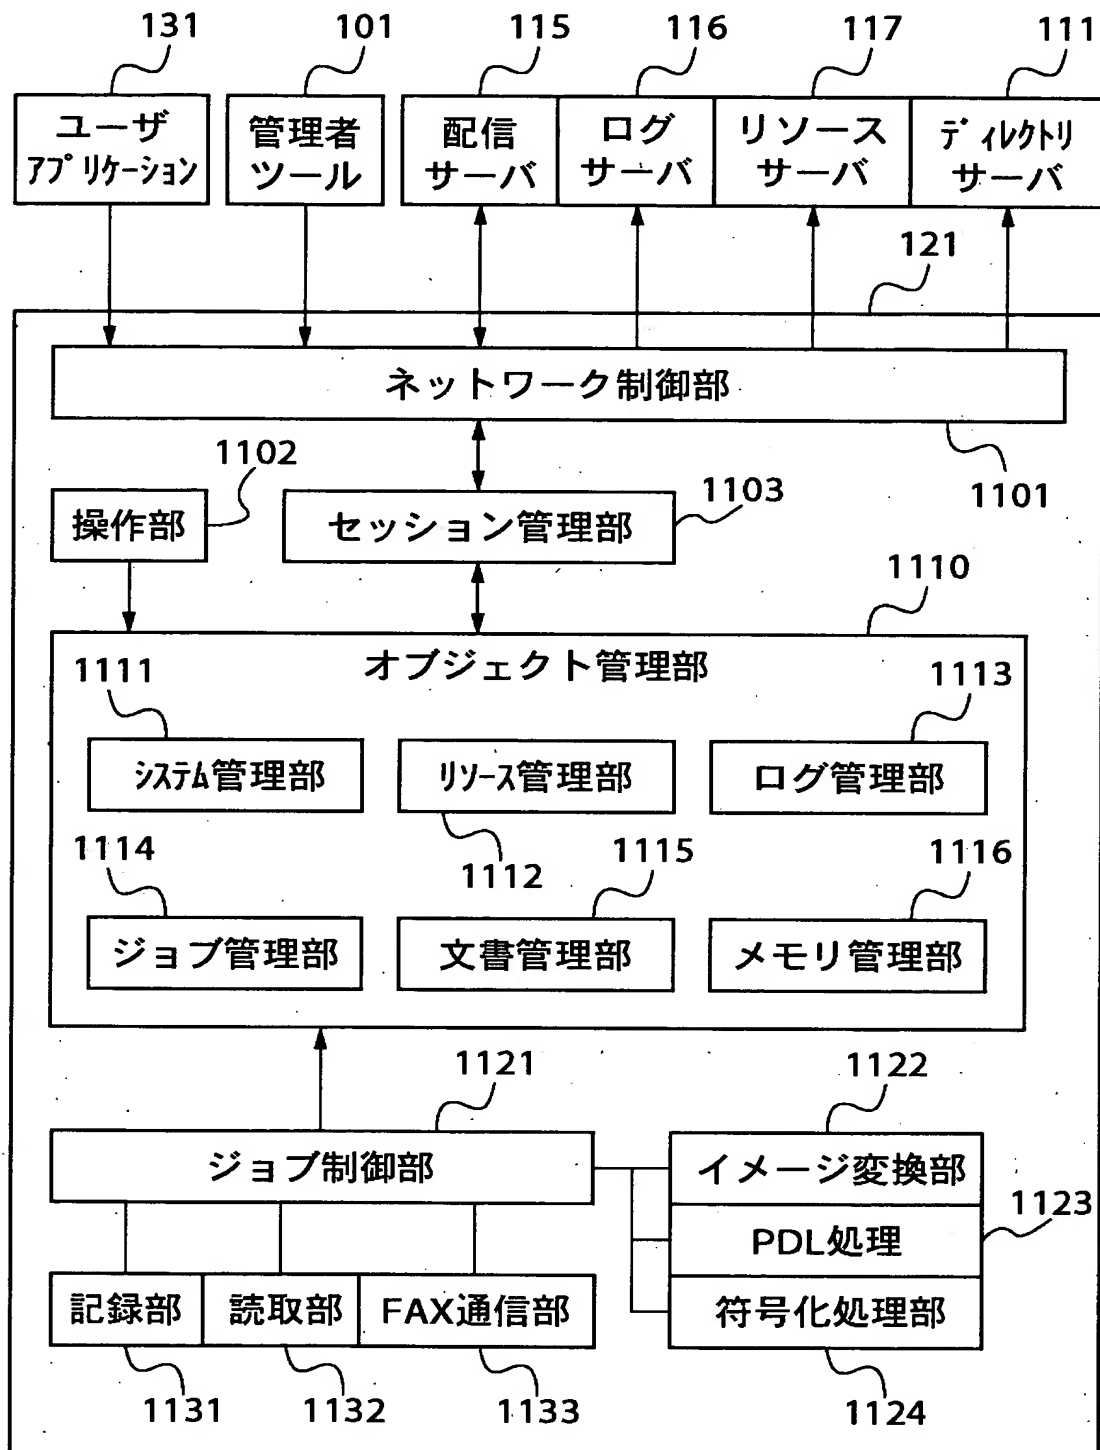 131
101
115
116
117
111
ユーザ
アプリケーション
管理者
ツール
配信
サーバ
ログ
サーバ
リソース
サーバ
ディレクトリ
サーバ
121
ネットワーク制御部
1101
1102
操作部
1103
セッション管理部
1110
オブジェクト管理部
1111
システム管理部
リソース管理部
1112
1113
ログ管理部
1114
ジョブ管理部
1115
文書管理部
1116
メモリ管理部
1121
ジョブ制御部
1122
イメージ変換部
1123
PDL処理
符号化処理部
1124
記録部
読取部
FAX通信部
1131
1132
1133